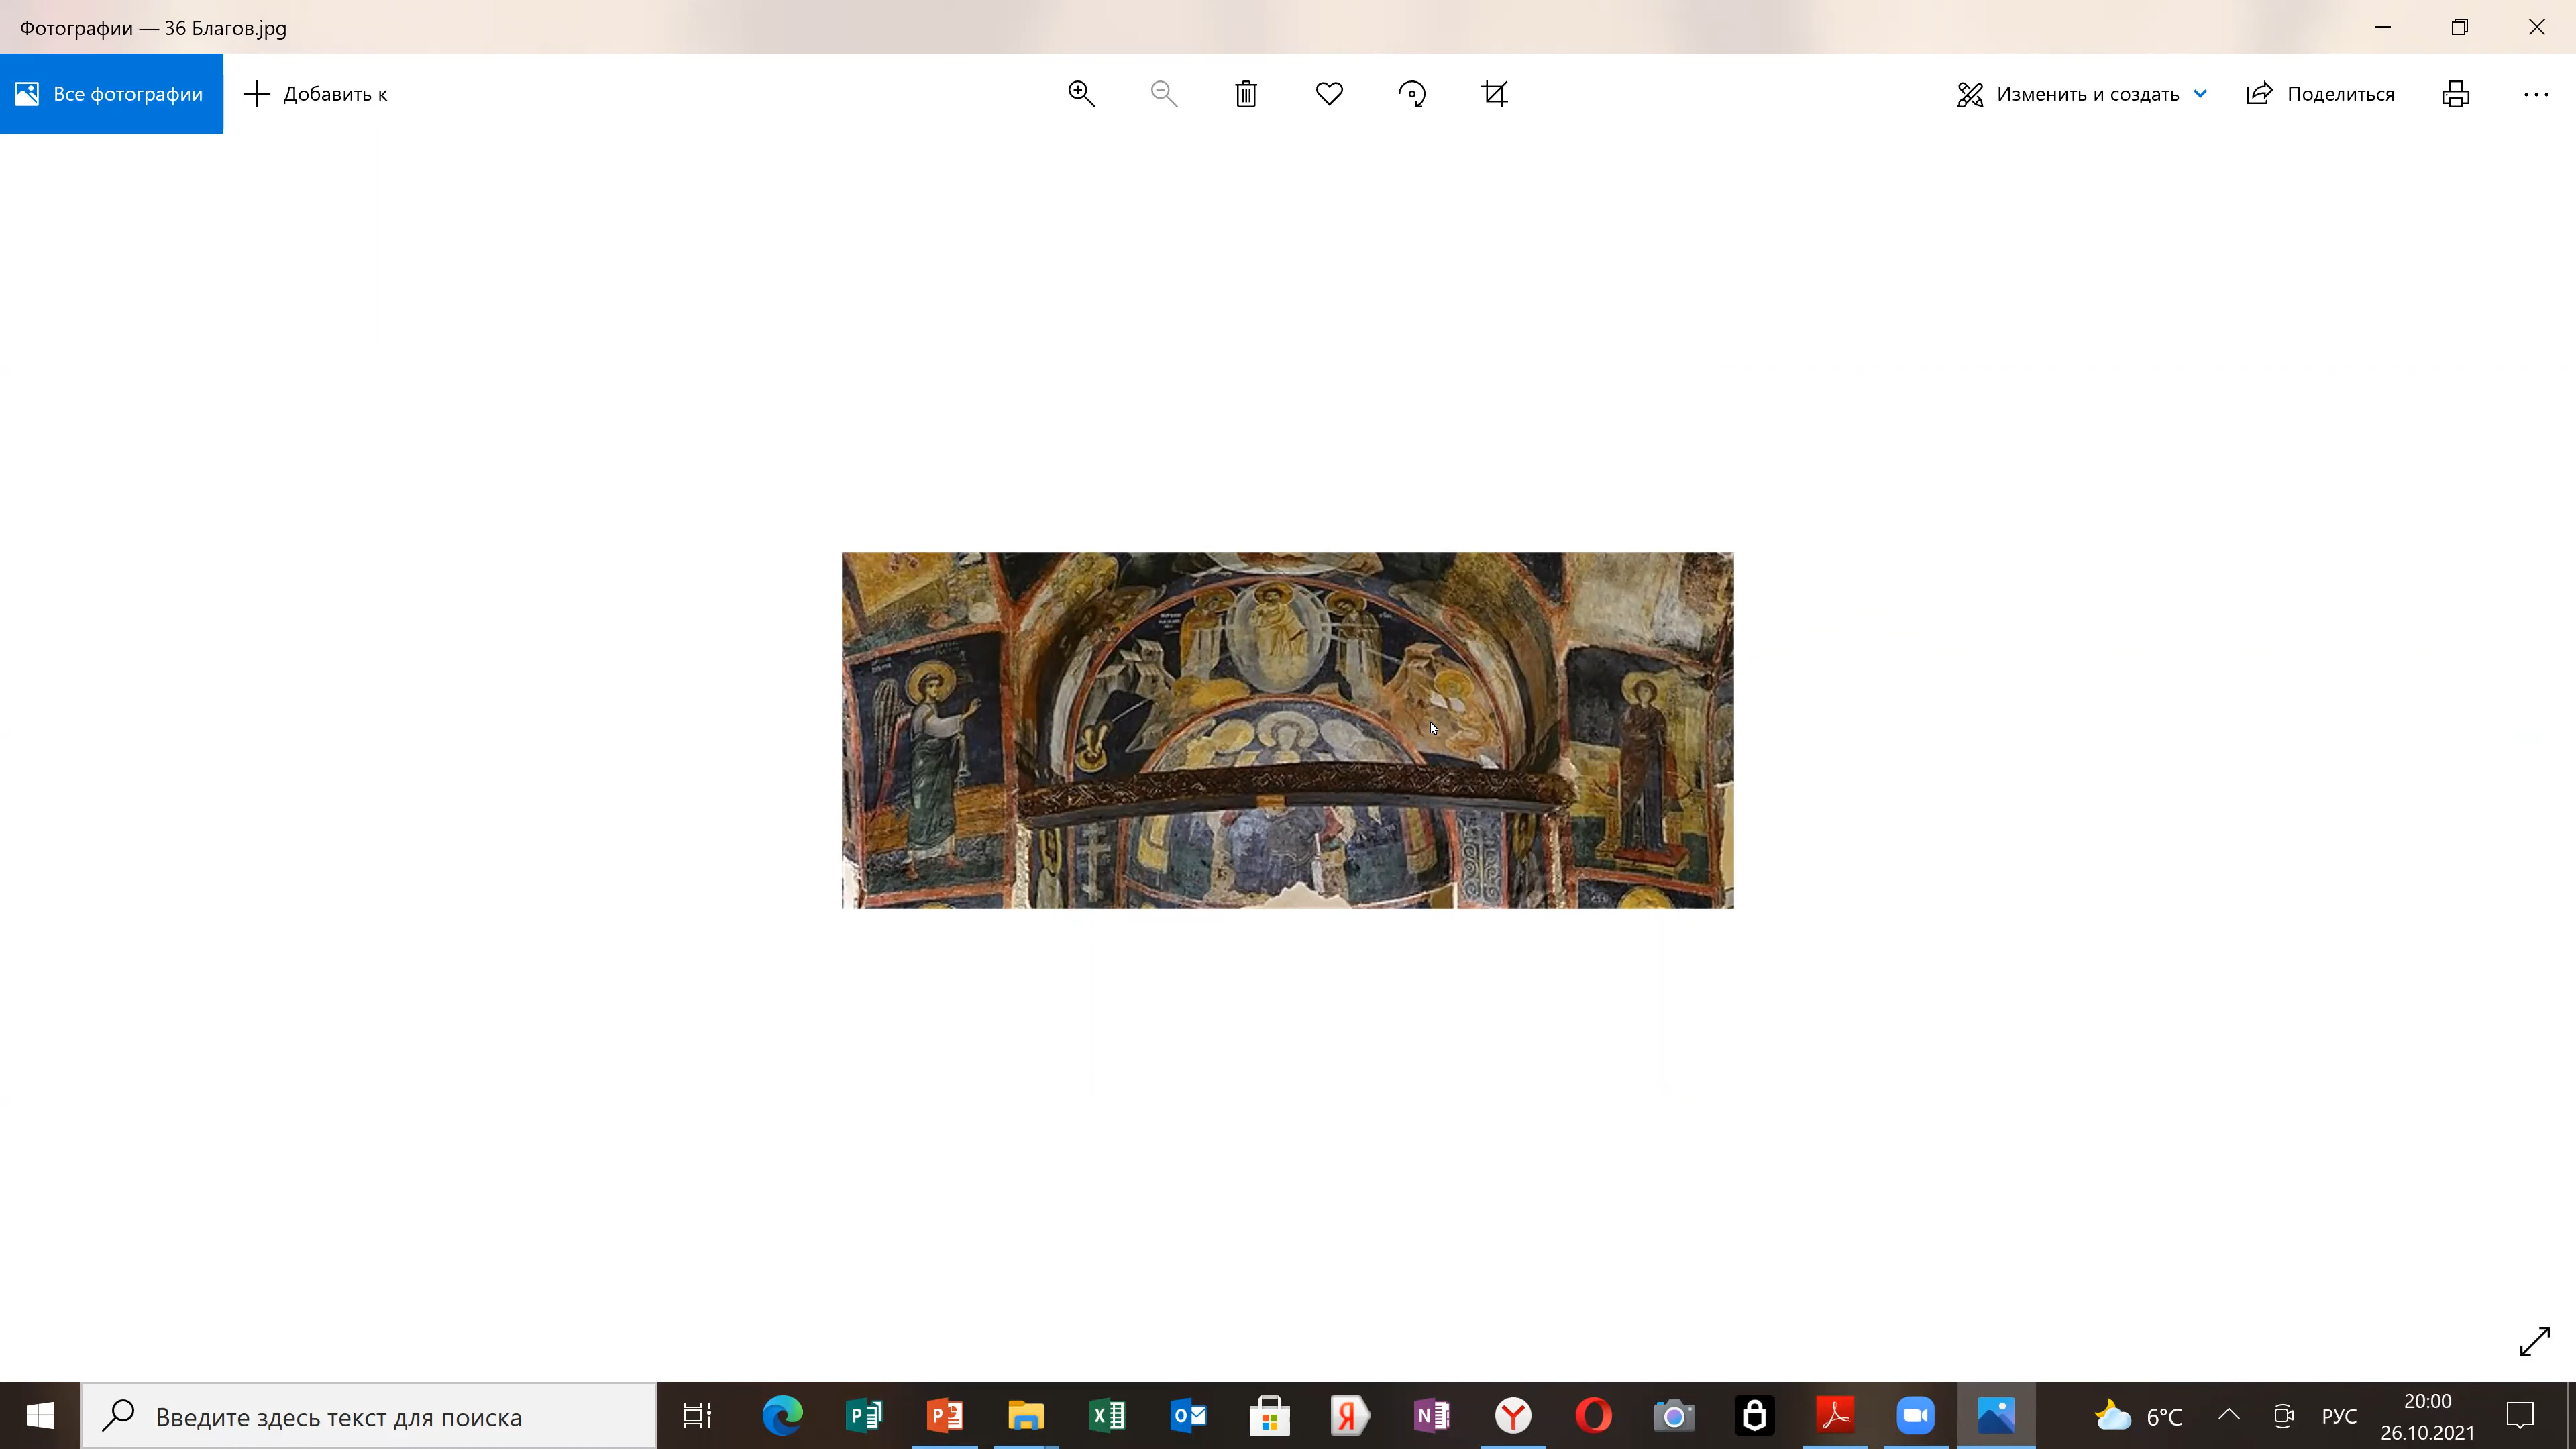 Фотографии — 36 Благов.jpg
Все фотографии
Добавить к
Изменить и создать
Поделиться
Введите здесь текст для поиска
6°C
РУС
20:00
26.10.2021